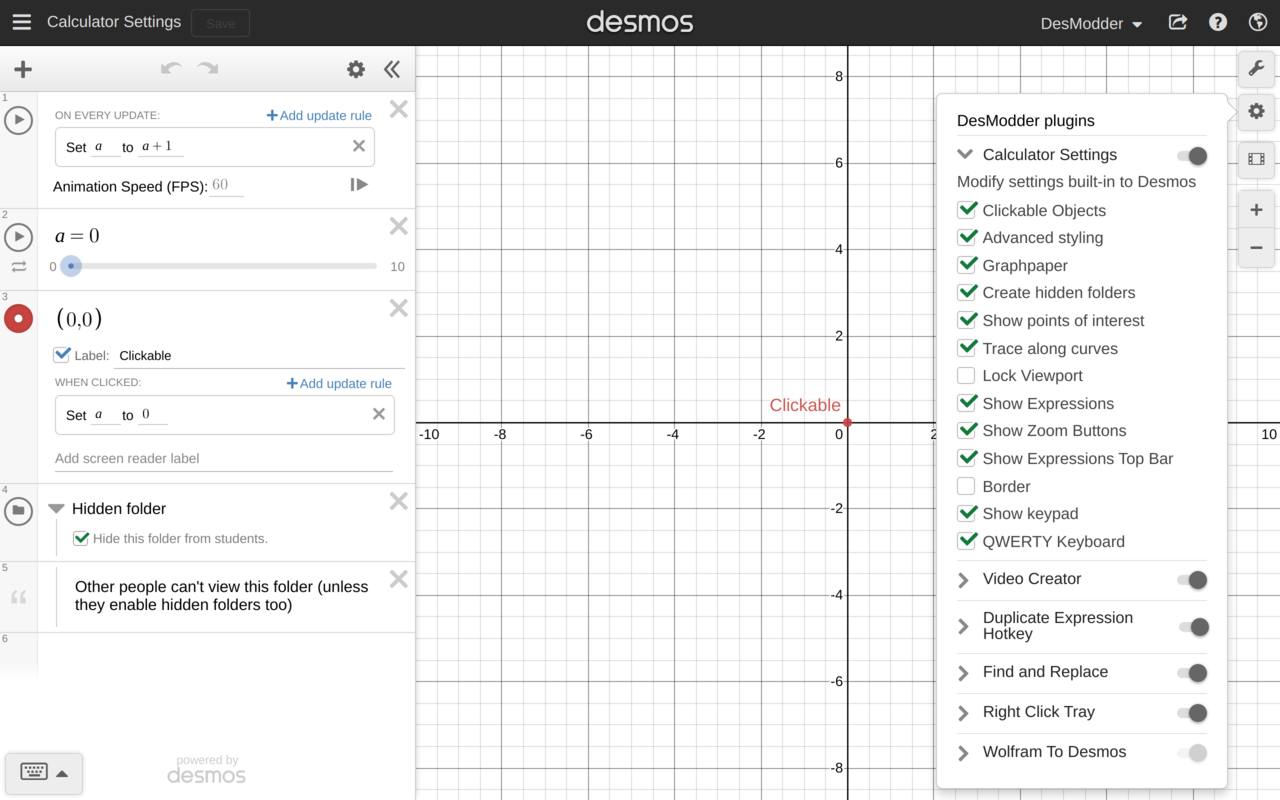 Calculator Settings
Save
desmos
DesModder
1
ON EVERY UPDATE:
+ Add update rule
Set a to a + 1
Animation Speed (FPS): 60
2
a = 0
0
10
3
(0,0)
Label: Clickable
WHEN CLICKED:
+ Add update rule
Set a to 0
Add screen reader label
4
Hidden folder
Hide this folder from students.
5
Other people can't view this folder (unless
they enable hidden folders too)
6
powered by
desmos
8
6
4
2
Clickable
-10
-8
-6
-4
-2
0
2
10
-2
-4
-6
-8
DesModder plugins
Calculator Settings
Modify settings built-in to Desmos
Clickable Objects
Advanced styling
Graphpaper
Create hidden folders
Show points of interest
Trace along curves
Lock Viewport
Show Expressions
Show Zoom Buttons
Show Expressions Top Bar
Border
Show keypad
QWERTY Keyboard
Video Creator
Duplicate Expression
Hotkey
Find and Replace
Right Click Tray
Wolfram To Desmos